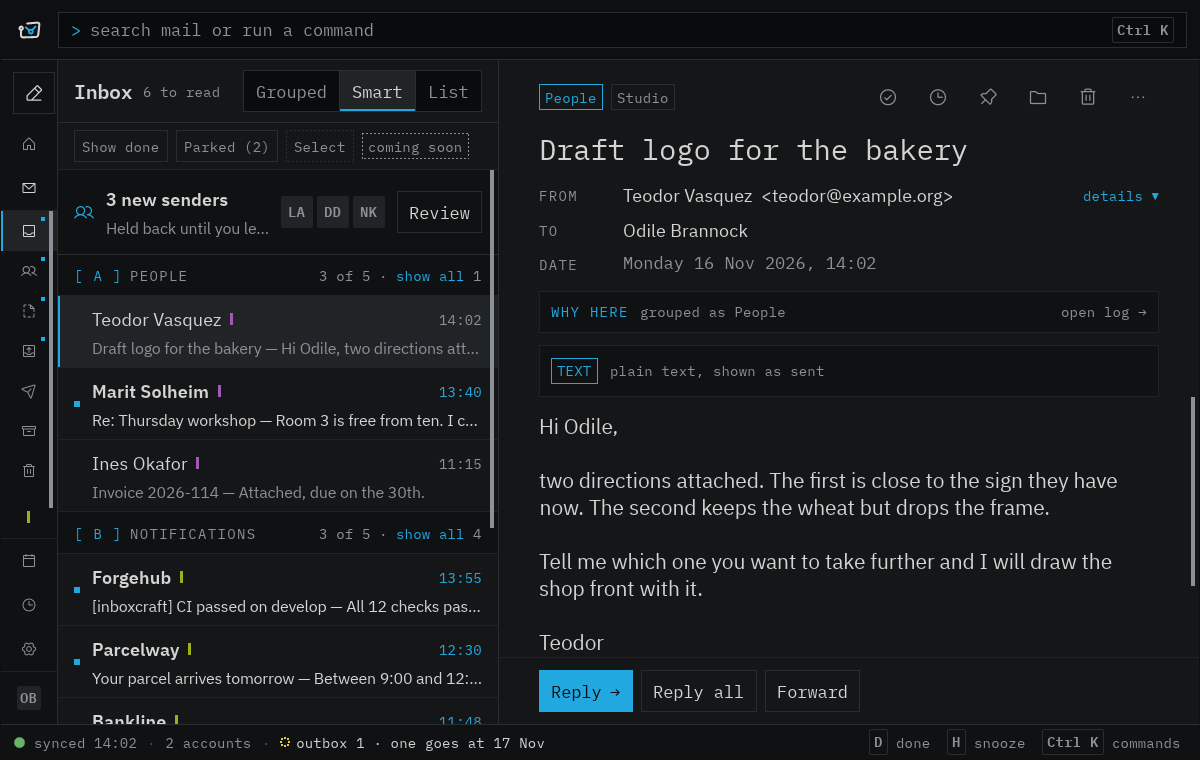 > search mail or run a command Ctrl K
Inbox 6 to read Grouped Smart List
Show done Parked (2) Select coming soon
3 new senders
Held back until you le... LA DD NK Review
[ A ] PEOPLE 3 of 5 · show all 1
Teodor Vasquez 14:02
Draft logo for the bakery — Hi Odile, two directions att...
Marit Solheim 13:40
Re: Thursday workshop — Room 3 is free from ten. I c...
Ines Okafor 11:15
Invoice 2026-114 — Attached, due on the 30th.
[ B ] NOTIFICATIONS 3 of 5 · show all 4
Forgehub 13:55
[inboxcraft] CI passed on develop — All 12 checks pas...
Parcelway 12:30
Your parcel arrives tomorrow — Between 9:00 and 12:...
Bankline 11:48
OB
People Studio ...
Draft logo for the bakery
FROM Teodor Vasquez <teodor@example.org> details ▼
TO Odile Brannock
DATE Monday 16 Nov 2026, 14:02
WHY HERE grouped as People open log →
TEXT plain text, shown as sent
Hi Odile,
two directions attached. The first is close to the sign they have
now. The second keeps the wheat but drops the frame.
Tell me which one you want to take further and I will draw the
shop front with it.
Teodor
Reply → Reply all Forward
synced 14:02 · 2 accounts · outbox 1 · one goes at 17 Nov D done H snooze Ctrl K commands